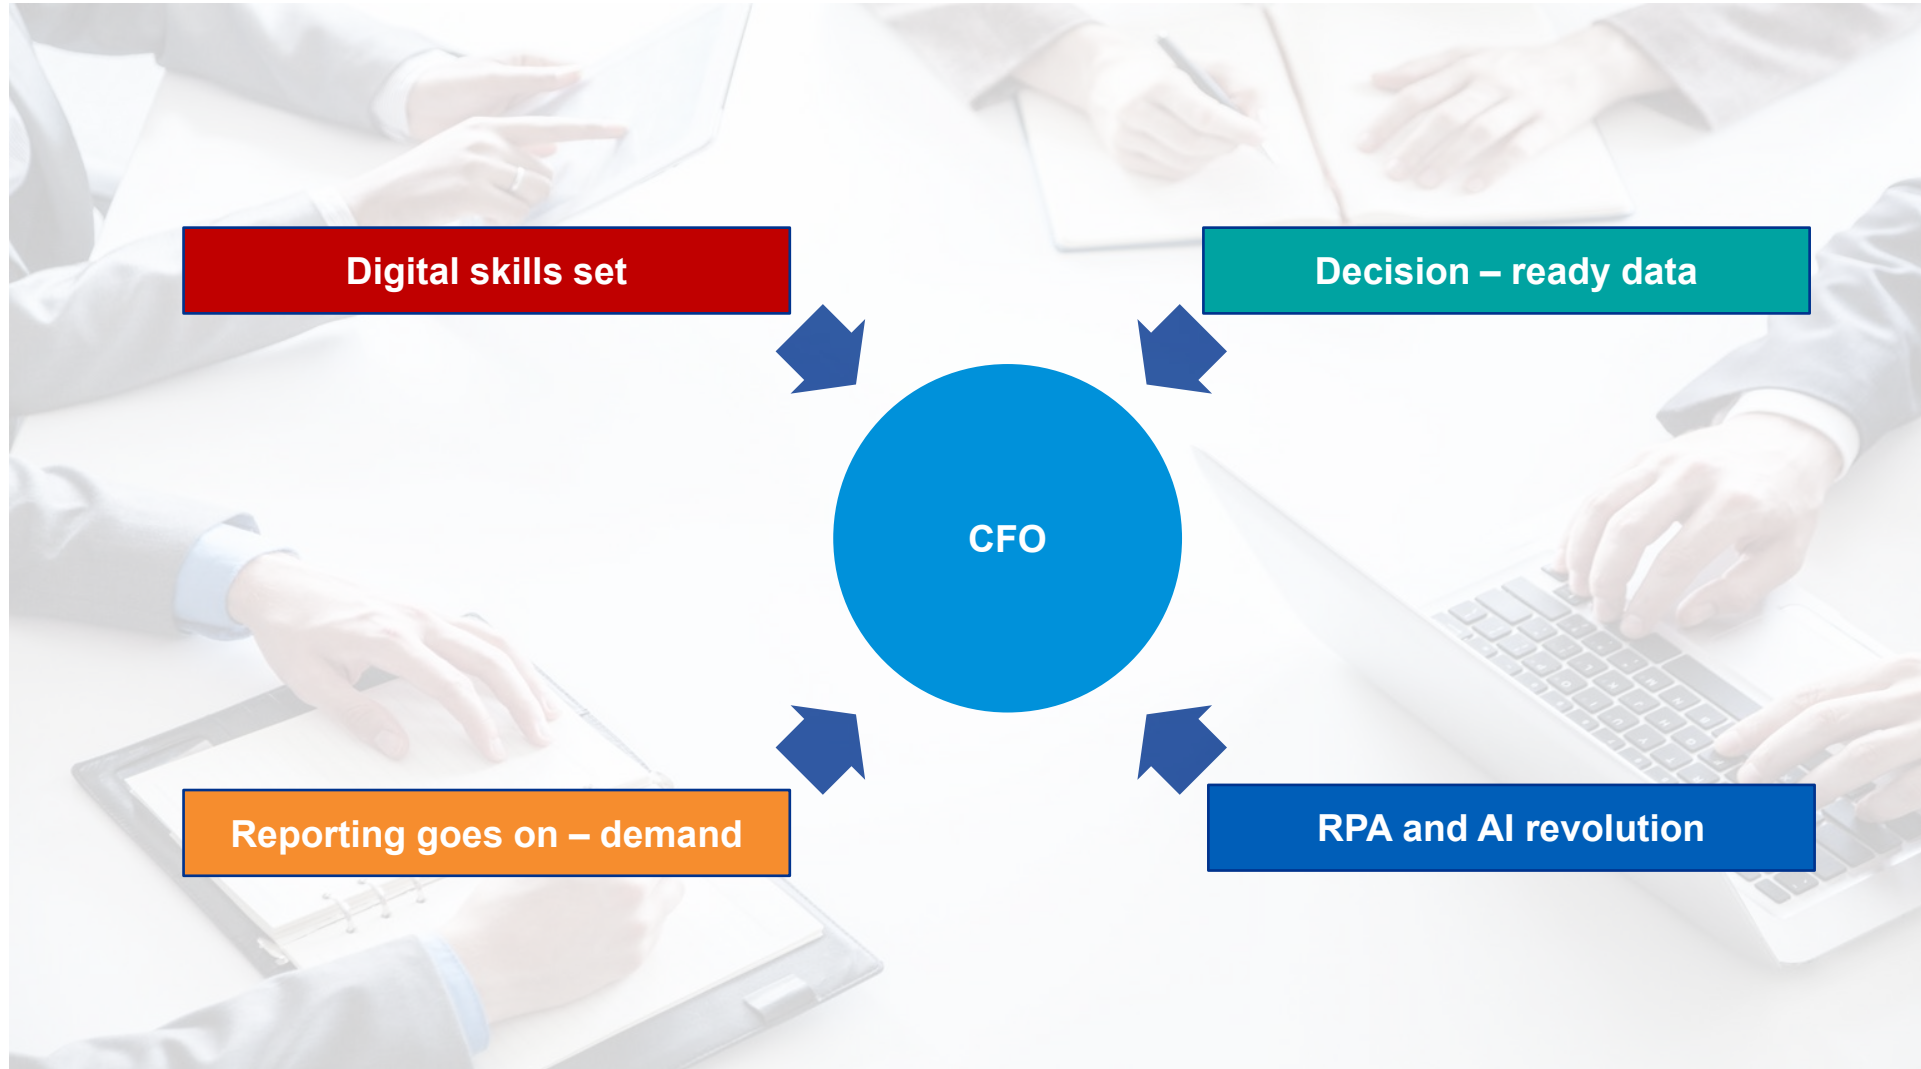 Digital skills set
Decision – ready data
CFO
Reporting goes on – demand
RPA and AI revolution